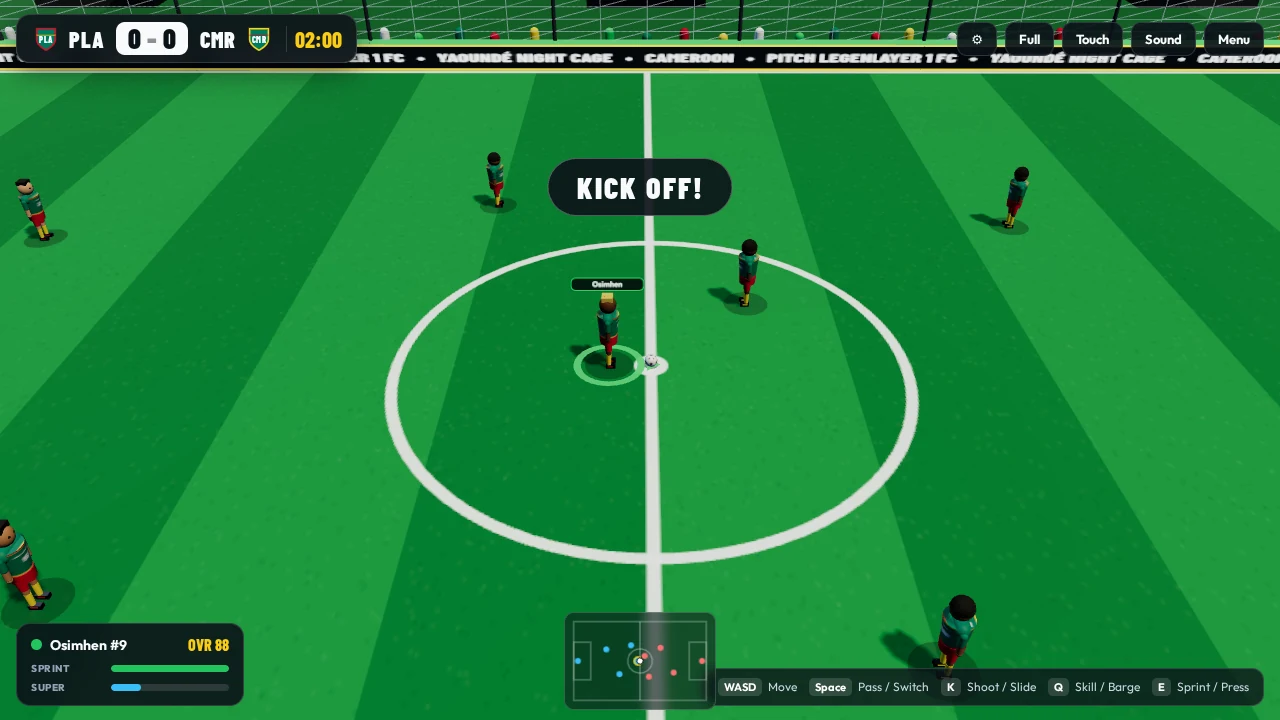 PLA 0 - 0 CMR 02:00
PLA
CMR
⚙ Full Touch Sound Menu
1 FC • YAOUNDÉ NIGHT CAGE • CAMEROON • PITCH LEGENLAYER 1 FC • YAOUNDÉ NIGHT CAGE • CAMEROON
KICK OFF!
Osimhen
Osimhen #9 OVR 88
SPRINT
SUPER
WASD Move Space Pass / Switch K Shoot / Slide Q Skill / Barge E Sprint / Press